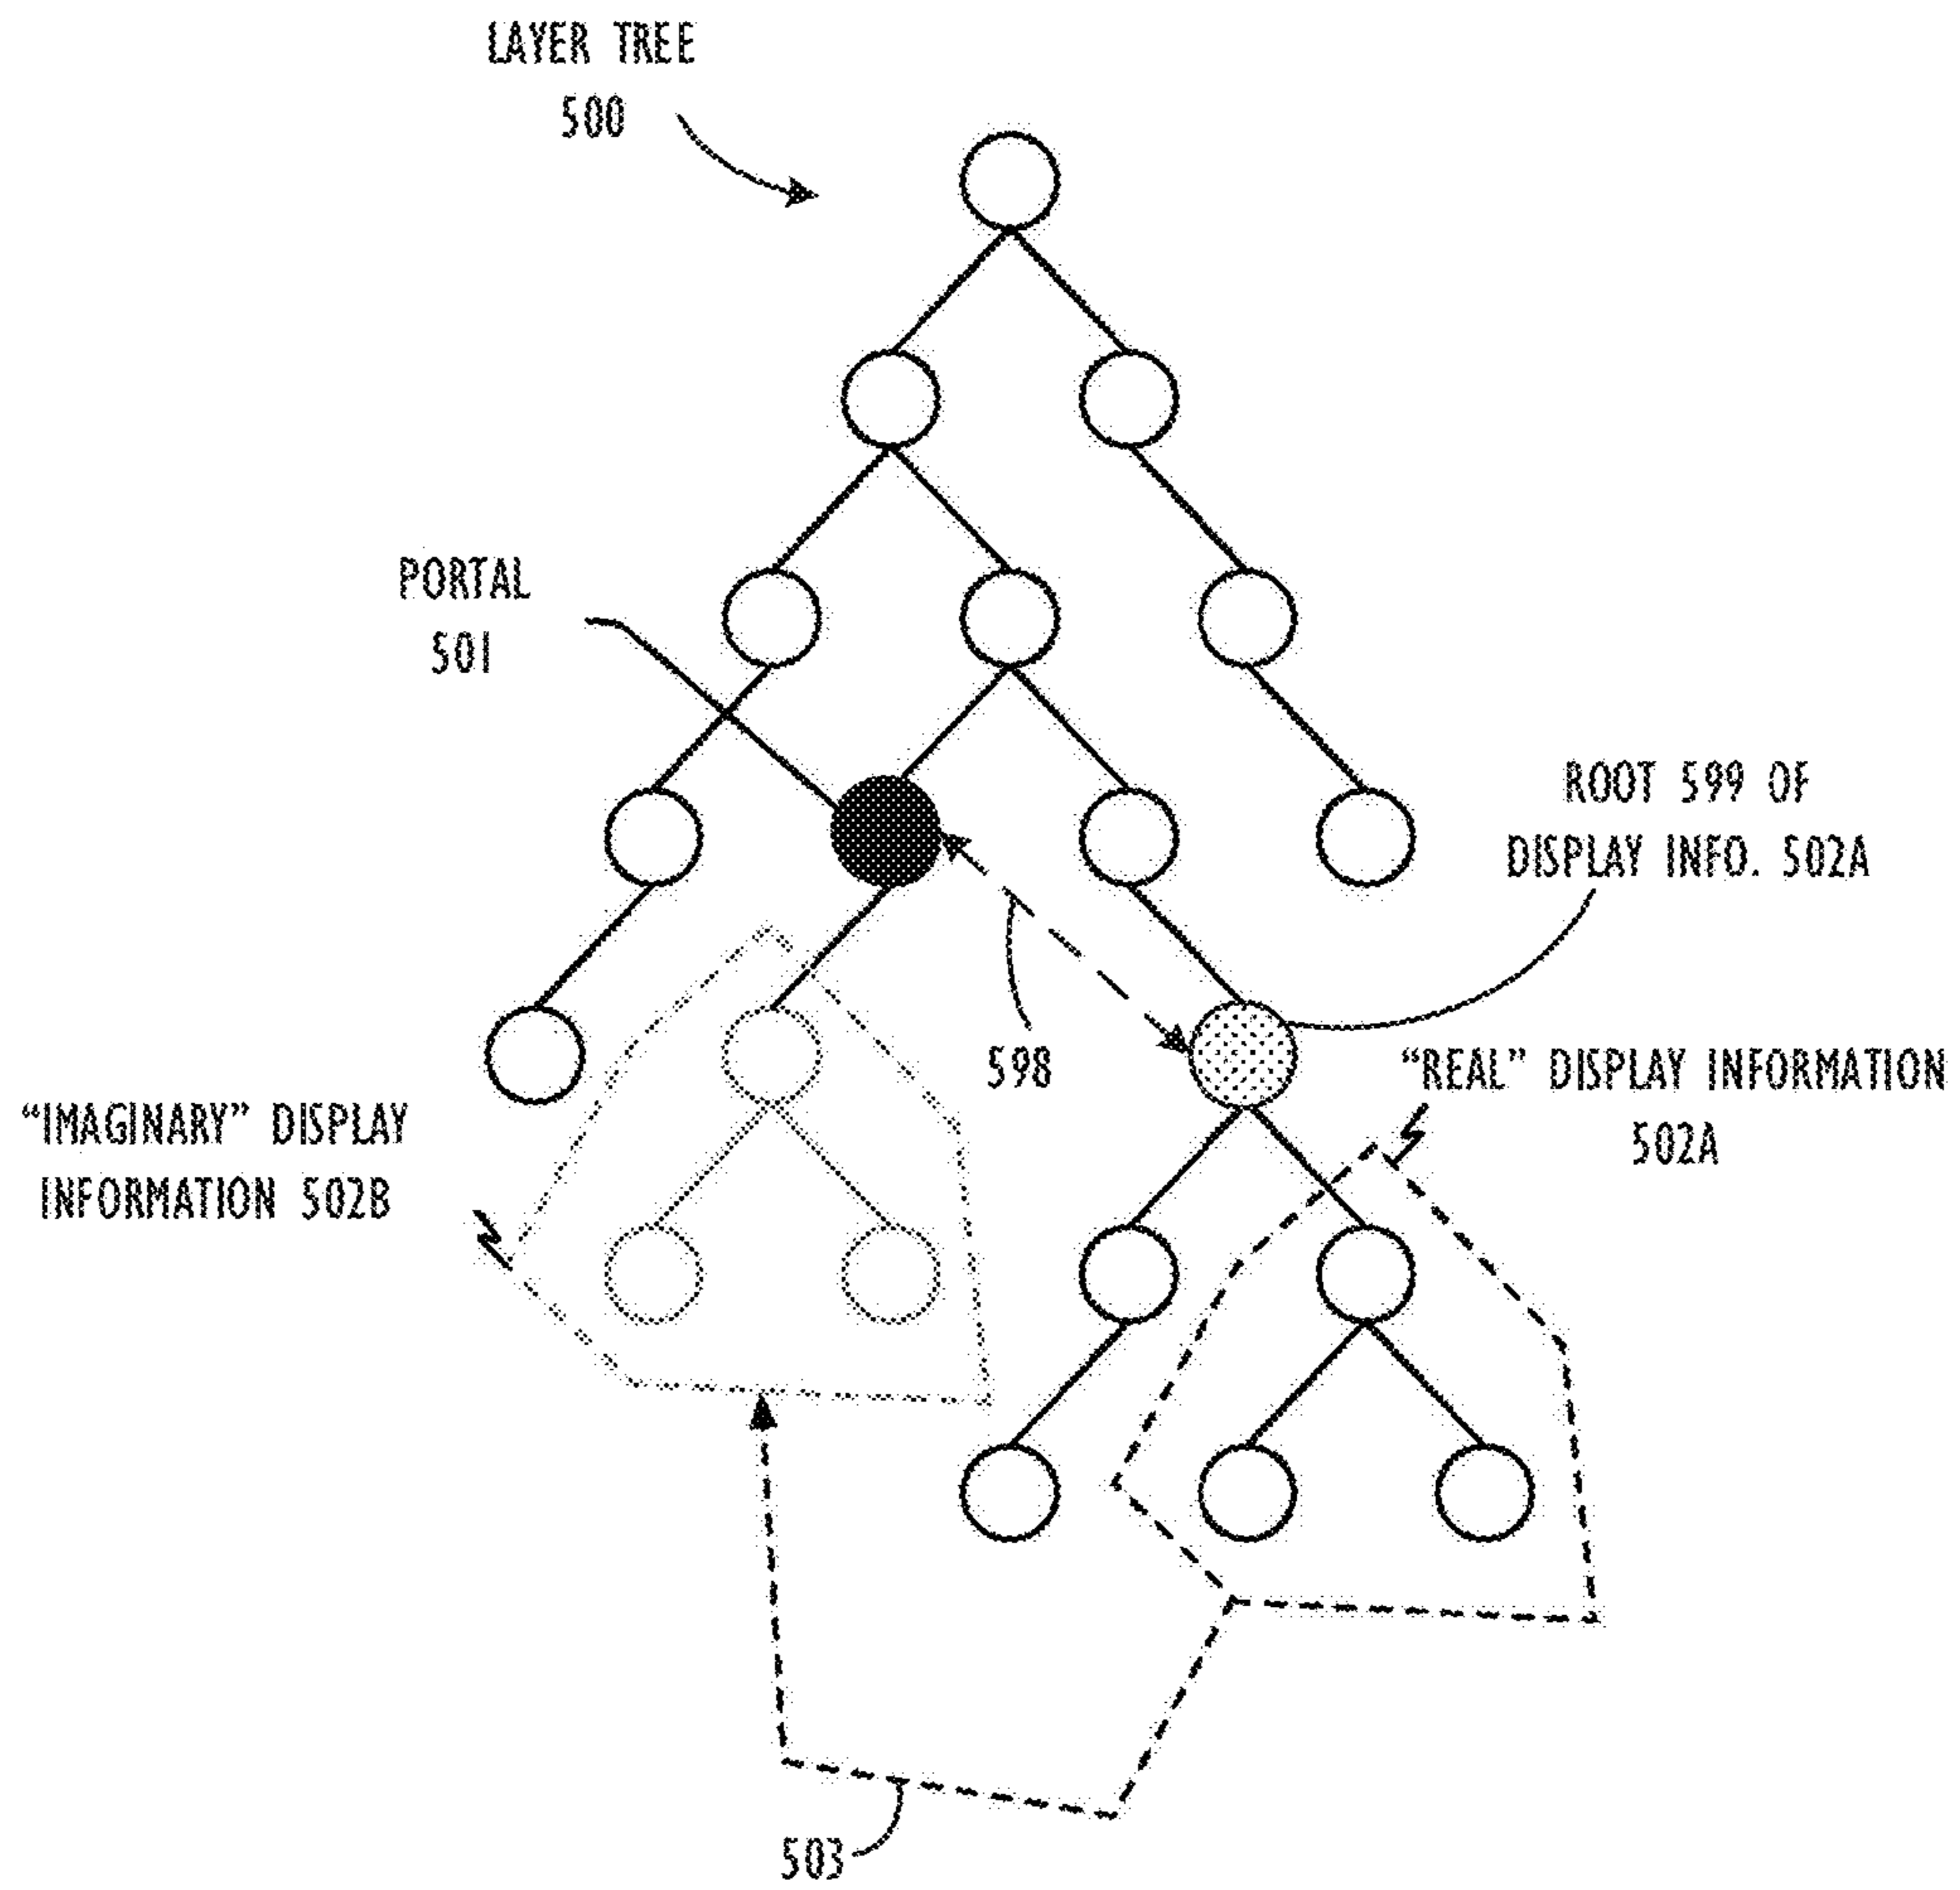 LAYER TREE
500
PORTAL
501
ROOT 599 OF
DISPLAY INFO. 502A
598
"REAL" DISPLAY INFORMATION
502A
"IMAGINARY" DISPLAY
INFORMATION 502B
503